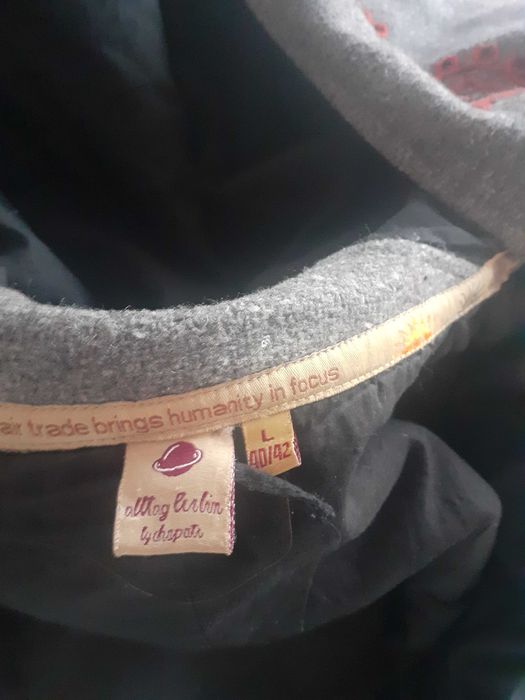 air trade brings humanity in focus
L
40/42
alltag berlin
by chapati